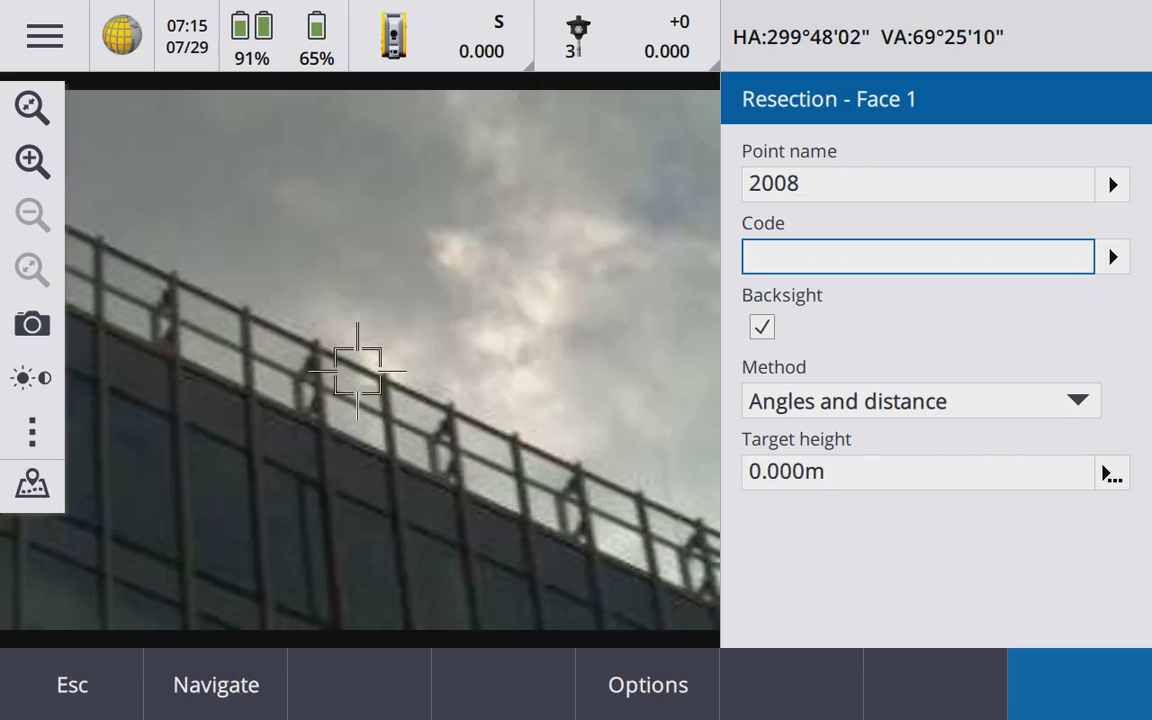 07:15
07/29
91%
65%
S
0.000
3
+0
0.000
HA:299°48'02" VA:69°25'10"
Resection - Face 1
Point name
2008
Code
Backsight
Method
Angles and distance
Target height
0.000m
Esc
Navigate
Options